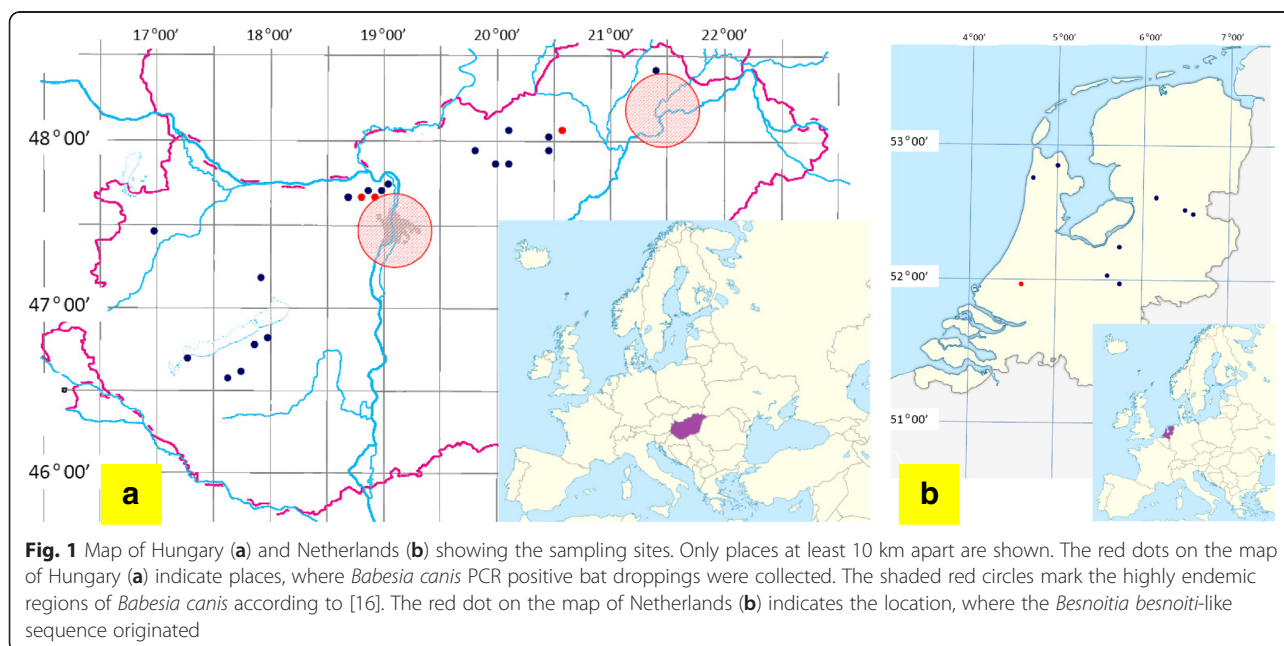 17°00′ 18°00′ 19°00′ 20°00′ 21°00′ 22°00′
48°00′
47°00′
46°00′
a
4°00′ 5°00′ 6°00′ 7°00′
53°00′
52°00′
51°00′
b
Fig. 1 Map of Hungary (a) and Netherlands (b) showing the sampling sites. Only places at least 10 km apart are shown. The red dots on the map
of Hungary (a) indicate places, where Babesia canis PCR positive bat droppings were collected. The shaded red circles mark the highly endemic
regions of Babesia canis according to [16]. The red dot on the map of Netherlands (b) indicates the location, where the Besnoitia besnoiti-like
sequence originated